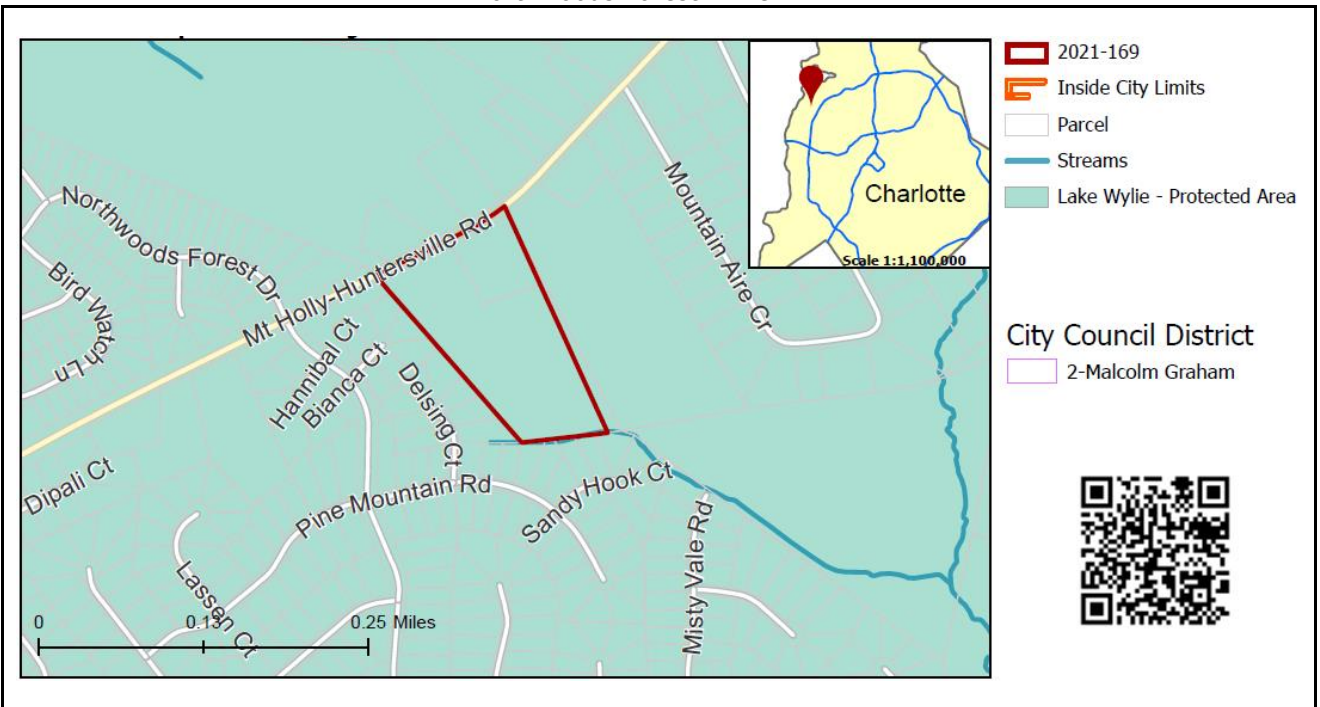 2021-169
Inside City Limits
Parcel
Streams
Lake Wylie - Protected Area
City Council District
2-Malcolm Graham
Charlotte
Scale 1:1,100,000
Northwoods Forest Dr
Bird Watch Ln
Mt Holly-Huntersville Rd
Mountain Aire Cr
Hannibal Ct
Bianca Ct
Delsing Ct
Dipali Ct
Pine Mountain Rd
Sandy Hook Ct
Misty Vale Rd
Lassen Ct
0 0.13 0.25 Miles